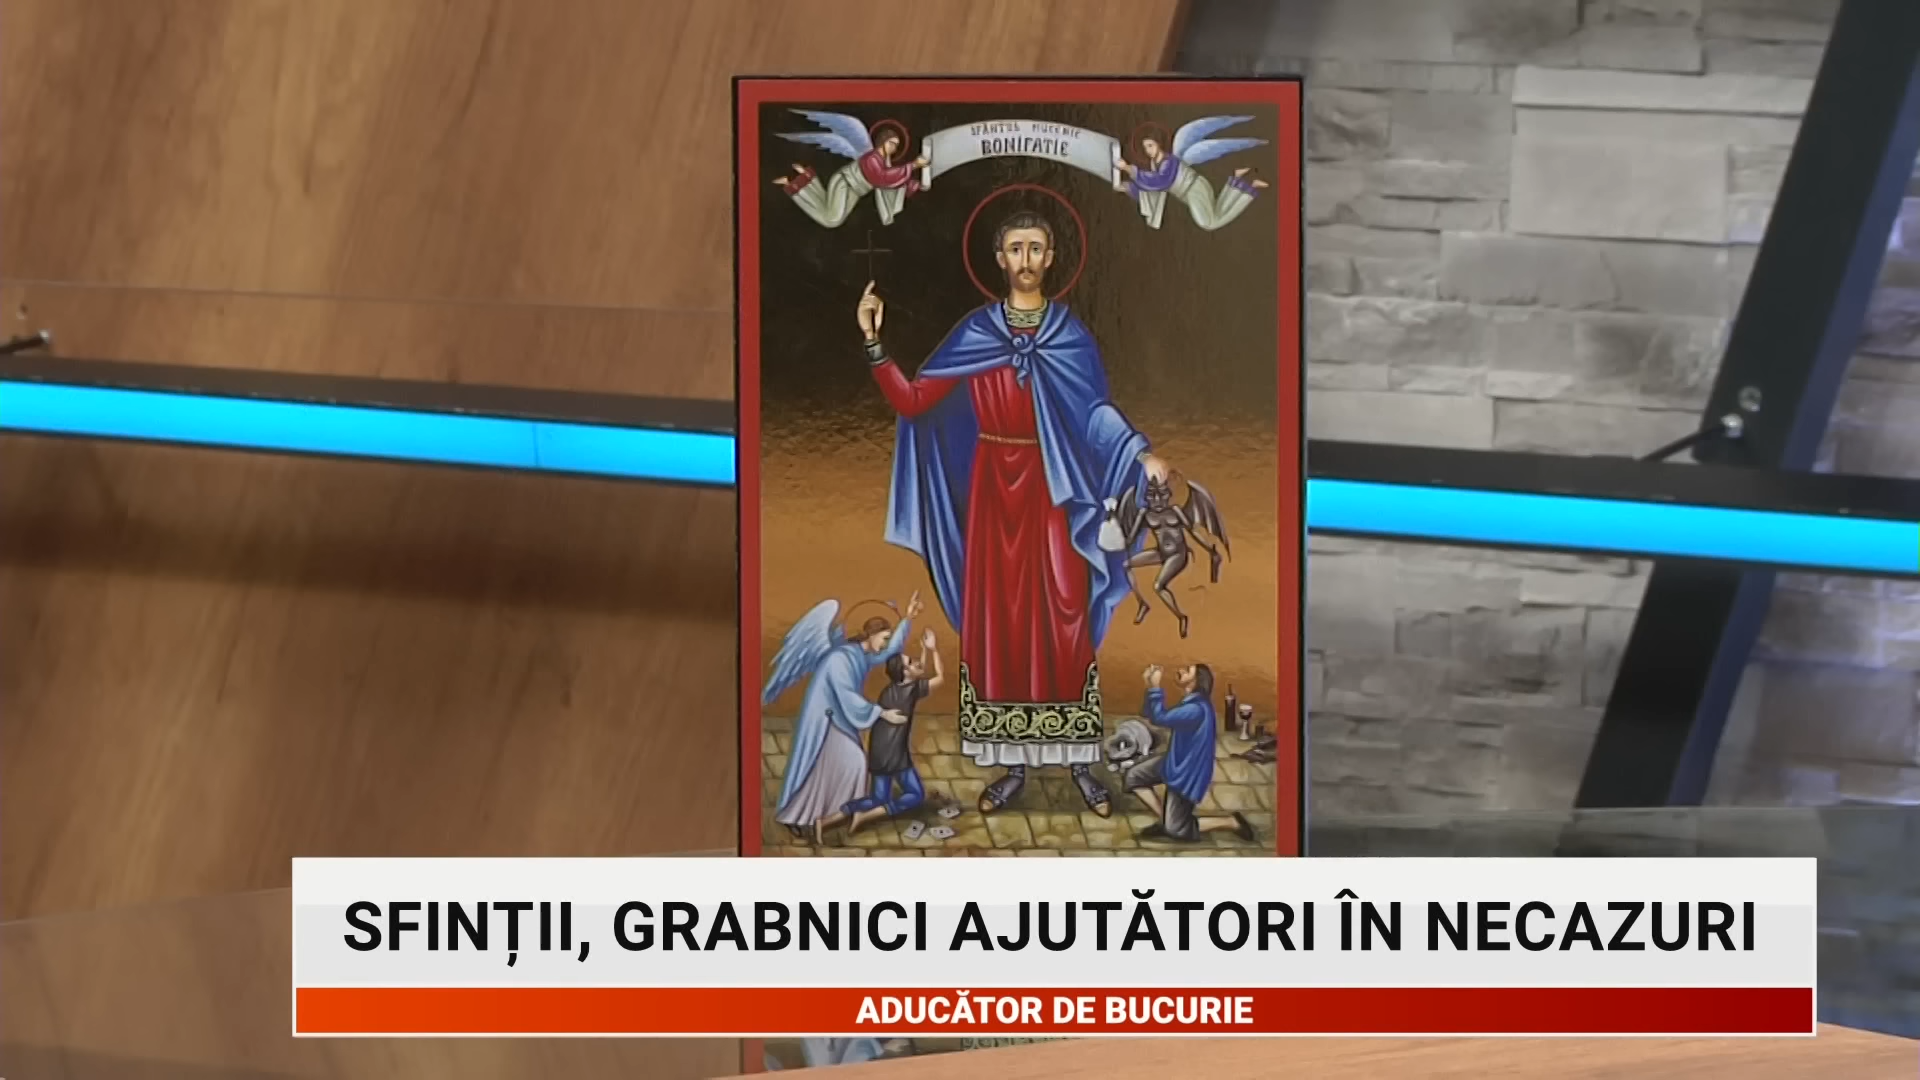 SFÂNTUL MUCENIC
BONIFATIE
SFINȚII, GRABNICI AJUTĂTORI ÎN NECAZURI
ADUCĂTOR DE BUCURIE